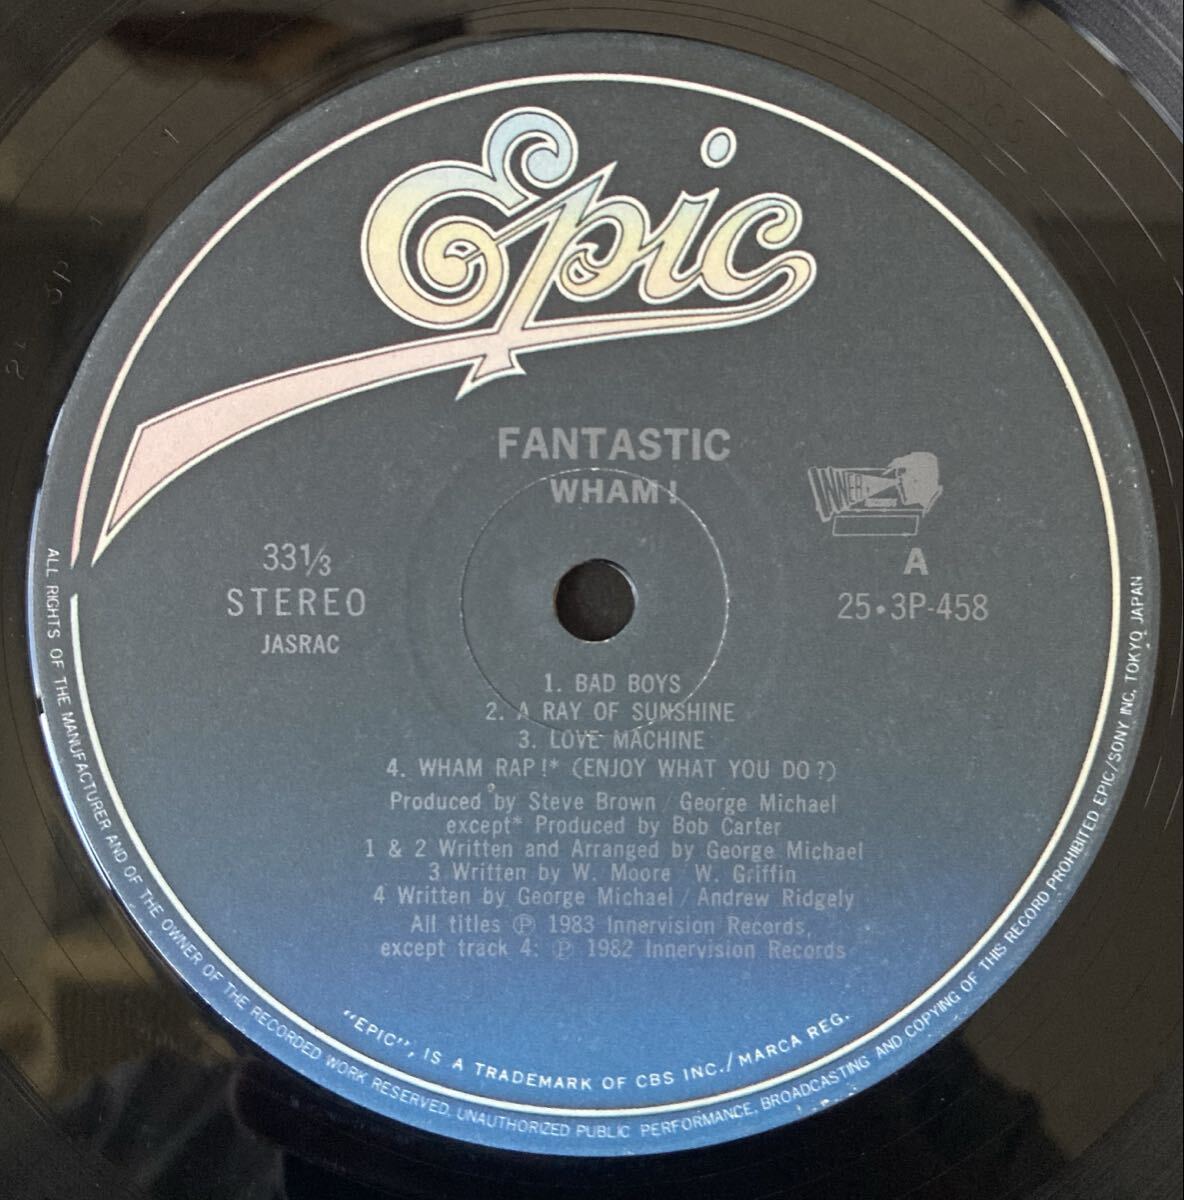 Epic
FANTASTIC
WHAM!
INNER
33⅓
STEREO
JASRAC
A
25・3P-458
1. BAD BOYS
2. A RAY OF SUNSHINE
3. LOVE MACHINE
4. WHAM RAP!* (ENJOY WHAT YOU DO?)
Produced by Steve Brown / George Michael
except* Produced by Bob Carter
1 & 2 Written and Arranged by George Michael
3 Written by W. Moore / W. Griffin
4 Written by George Michael / Andrew Ridgely
All titles ℗ 1983 Innervision Records,
except track 4: ℗ 1982 Innervision Records
"EPIC", IS A TRADEMARK OF CBS INC./MARCA REG.
ALL RIGHTS OF THE MANUFACTURER AND OF THE OWNER OF THE RECORDED WORK RESERVED. UNAUTHORIZED PUBLIC PERFORMANCE, BROADCASTING AND COPYING OF THIS RECORD PROHIBITED EPIC/SONY INC. TOKYO JAPAN